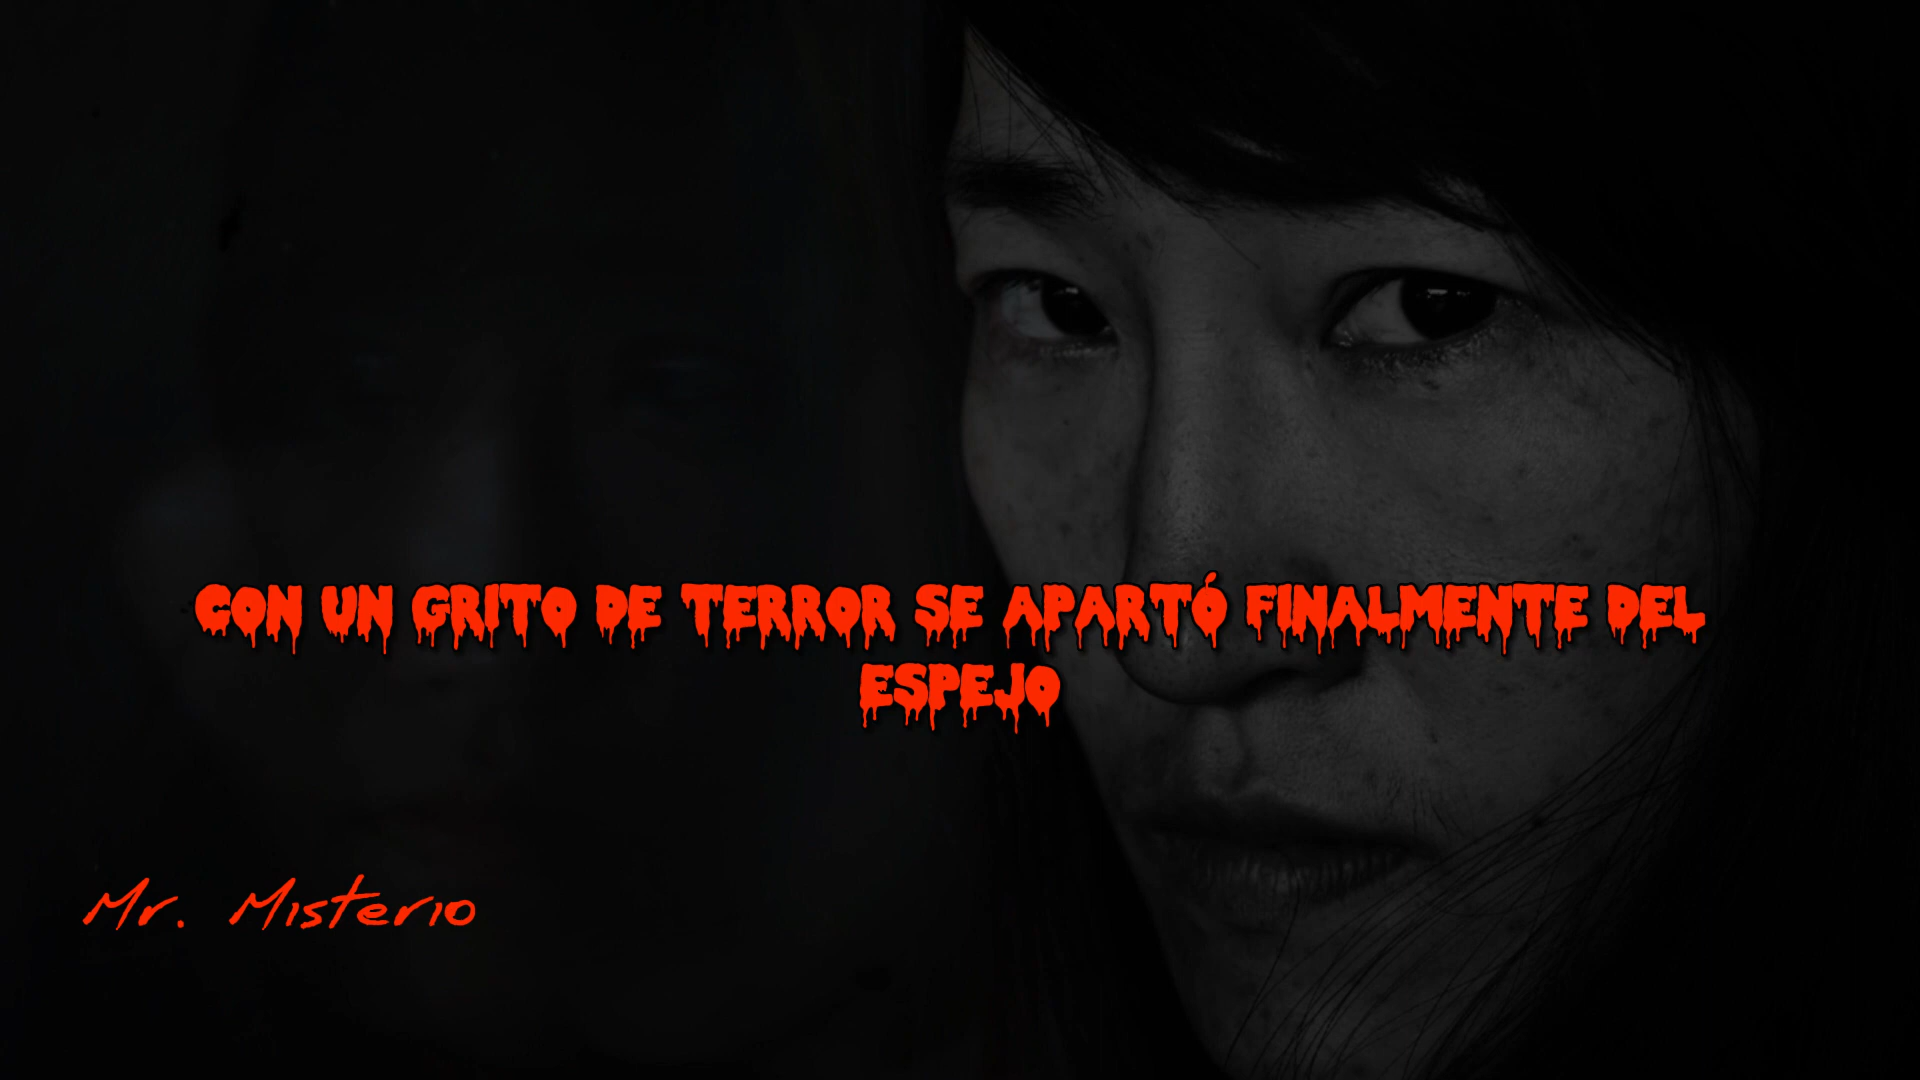 CON UN GRITO DE TERROR SE APARTÓ FINALMENTE DEL
ESPEJO
Mr. Misterio